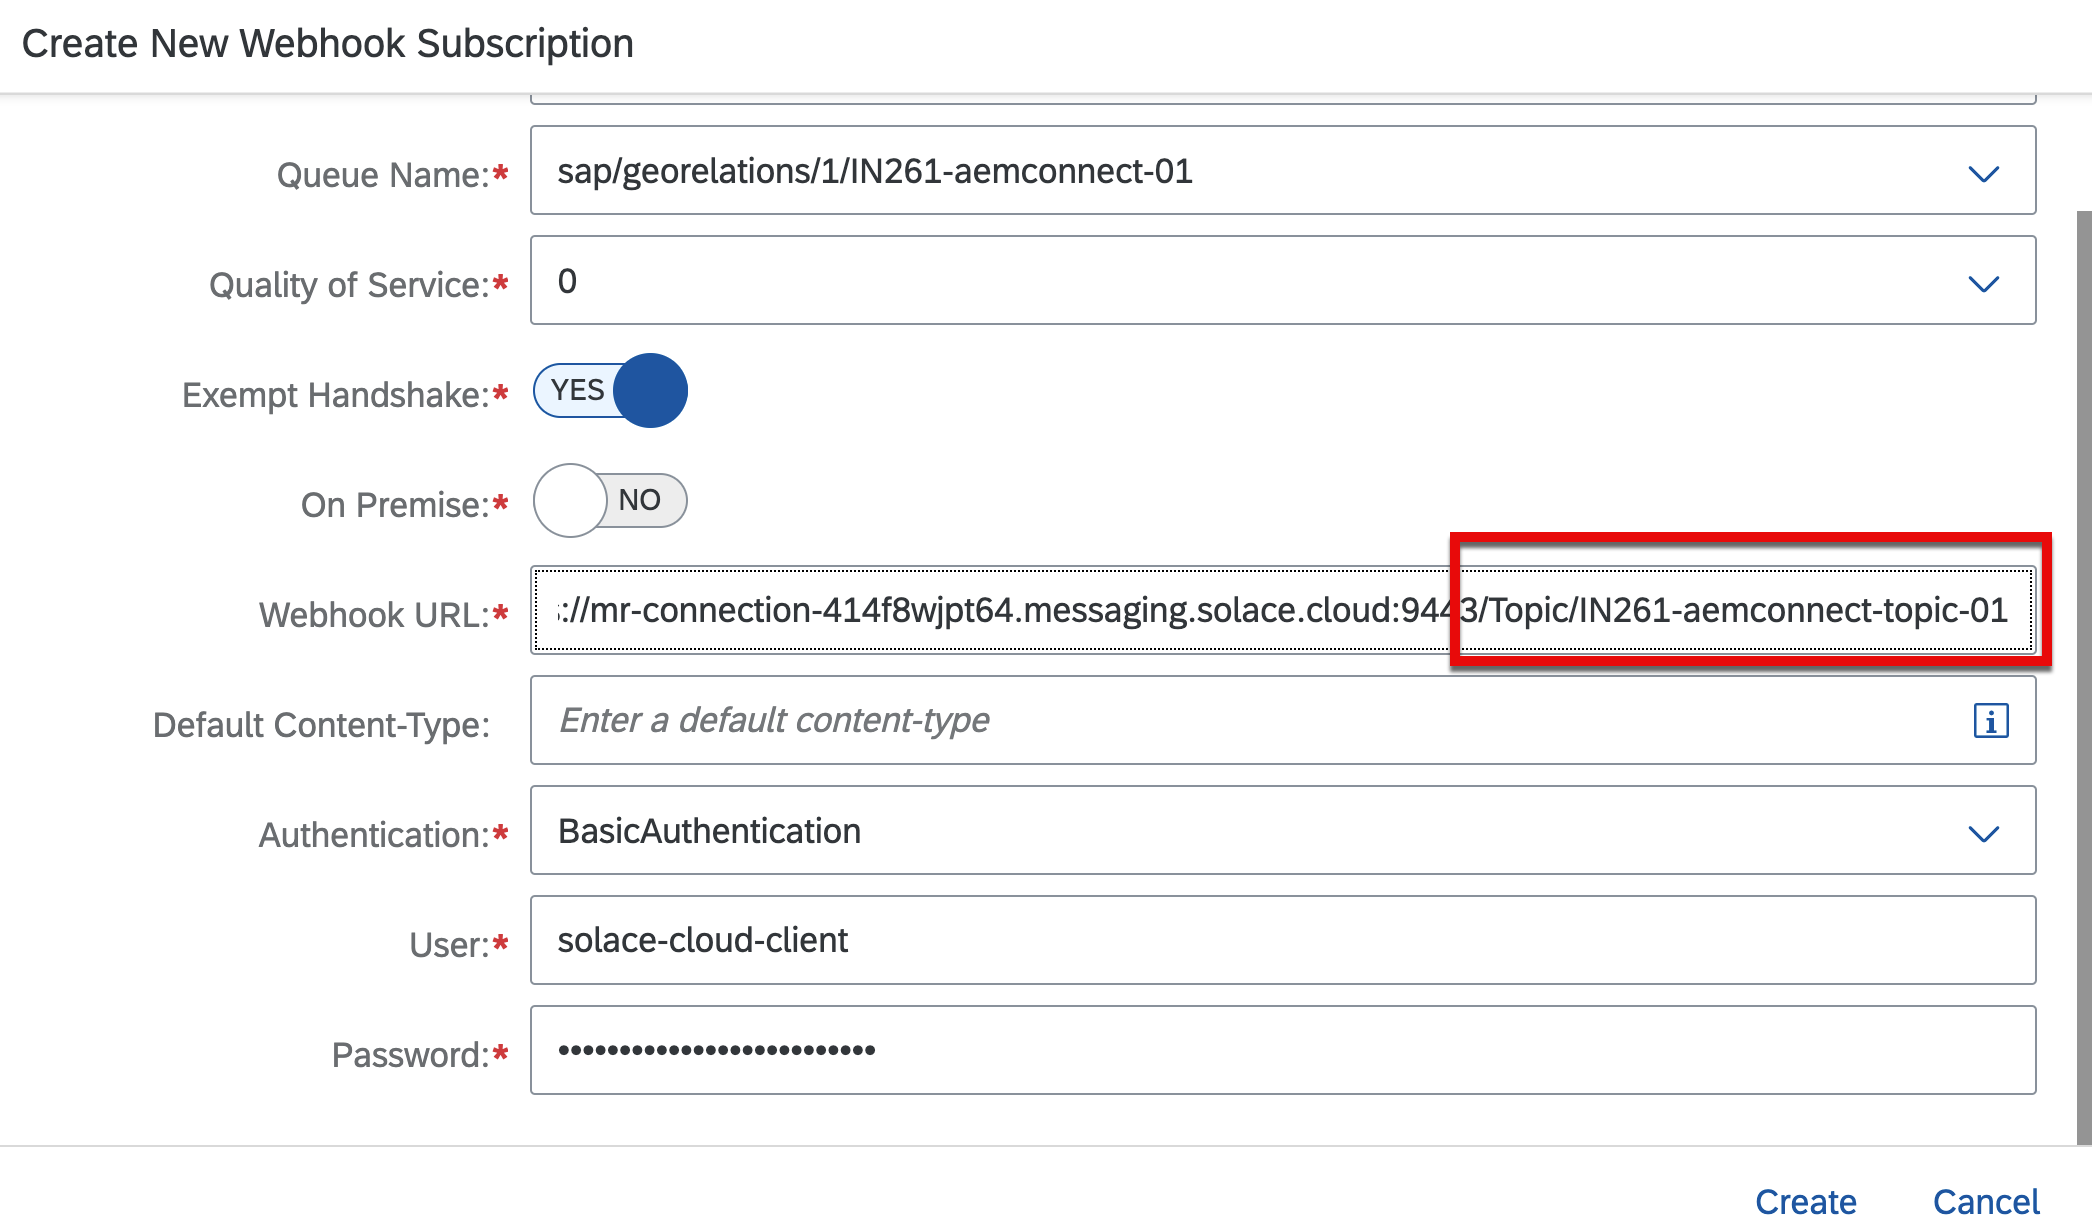 Create New Webhook Subscription
Queue Name:* sap/georelations/1/IN261-aemconnect-01
Quality of Service:* 0
Exempt Handshake:* YES
On Premise:* NO
Webhook URL:* ://mr-connection-414f8wjpt64.messaging.solace.cloud:9443/Topic/IN261-aemconnect-topic-01
Default Content-Type: Enter a default content-type
Authentication:* BasicAuthentication
User:* solace-cloud-client
Password:* ••••••••••••••••••••••••••
Create Cancel